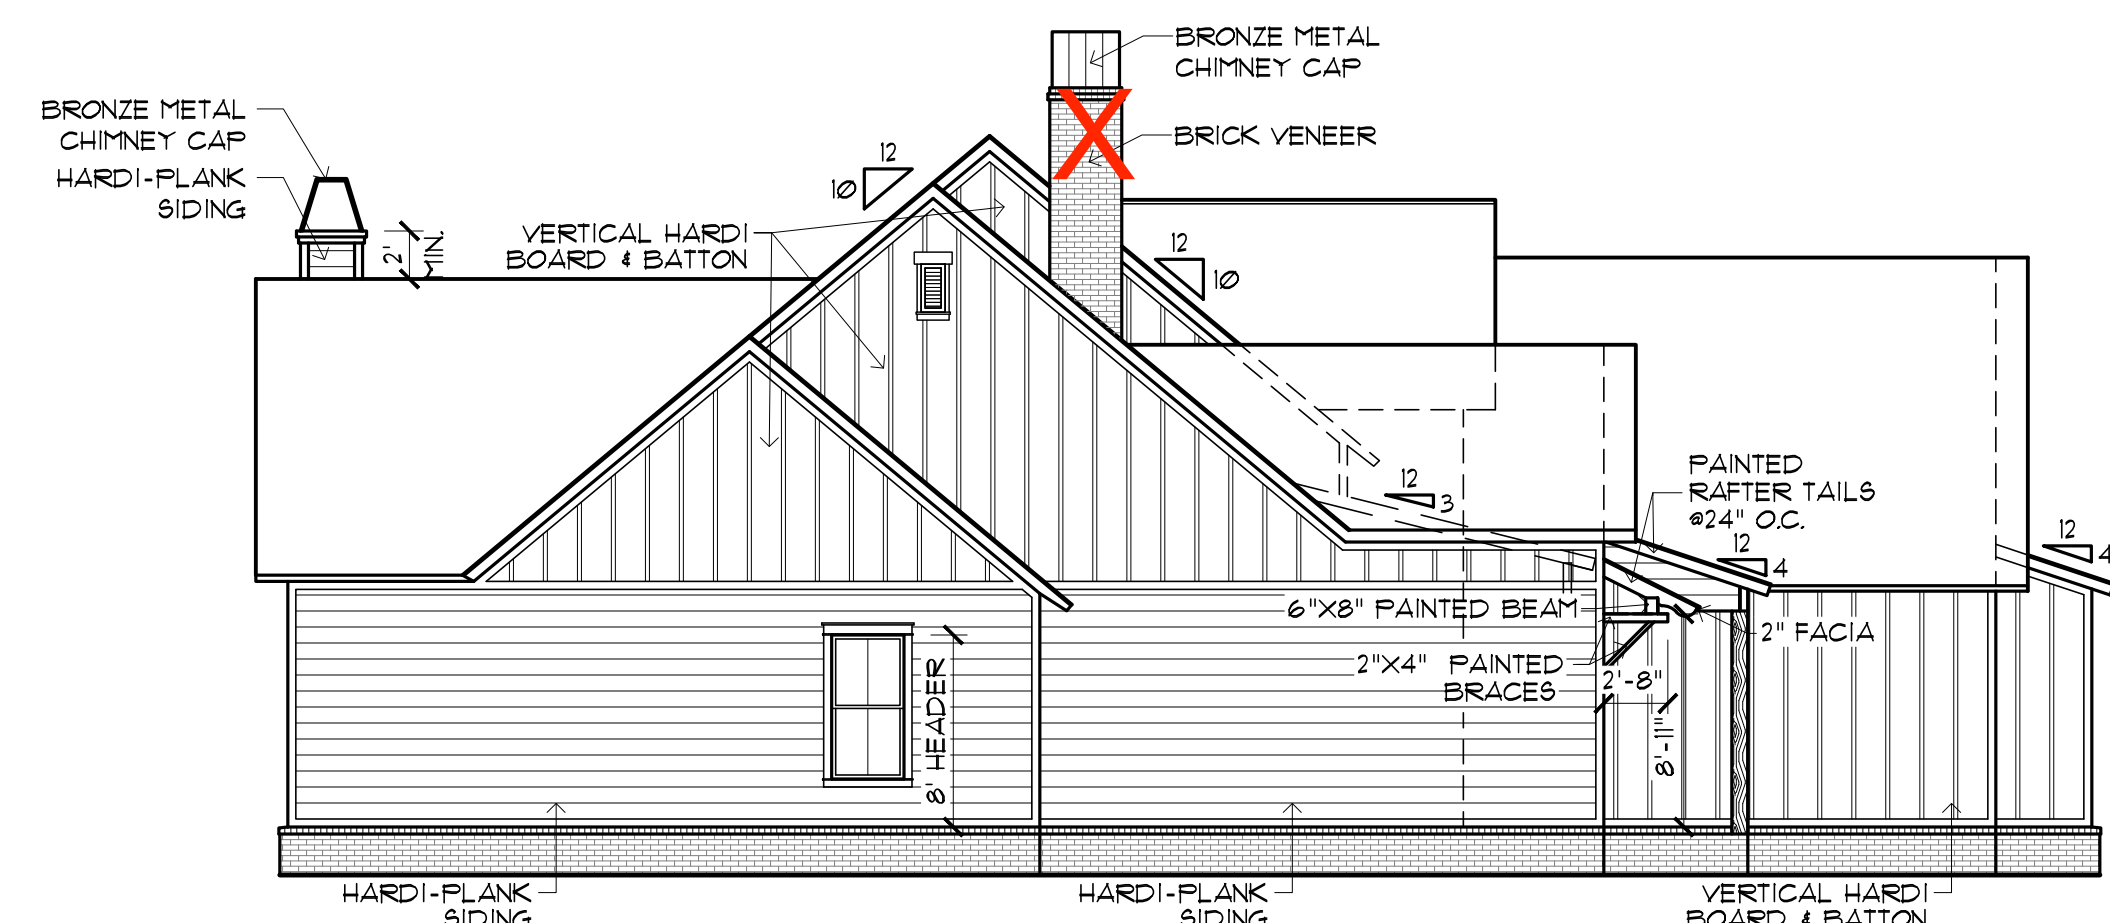 BRONZE METAL
CHIMNEY CAP
BRICK VENEER
BRONZE METAL
CHIMNEY CAP
HARDI-PLANK
SIDING
2'
12
10
VERTICAL HARDI
BOARD & BATTON
12
10
12
3
PAINTED
RAFTER TAILS
@24" O.C.
12
4
12
4
6"X8" PAINTED BEAM
2" FACIA
2"X4" PAINTED
BRACES
2'-8"
8'-11"
8' HEADER
HARDI-PLANK
SIDING
HARDI-PLANK
SIDING
VERTICAL HARDI
BOARD & BATTON